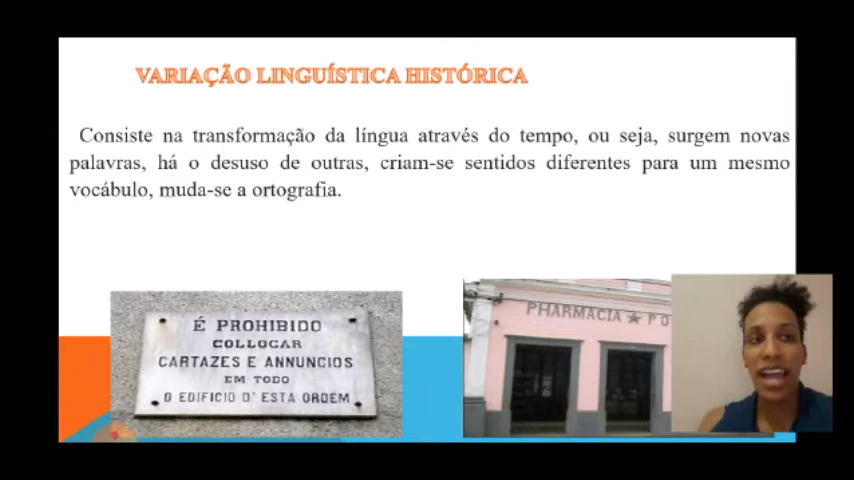 VARIAÇÃO LINGUÍSTICA HISTÓRICA
Consiste na transformação da língua através do tempo, ou seja, surgem novas
palavras, há o desuso de outras, criam-se sentidos diferentes para um mesmo
vocábulo, muda-se a ortografia.
É PROHIBIDO
COLLOCAR
CARTAZES E ANNUNCIOS
EM TODO
O EDIFICIO D'ESTA ORDEM
PHARMACIA ★ PO